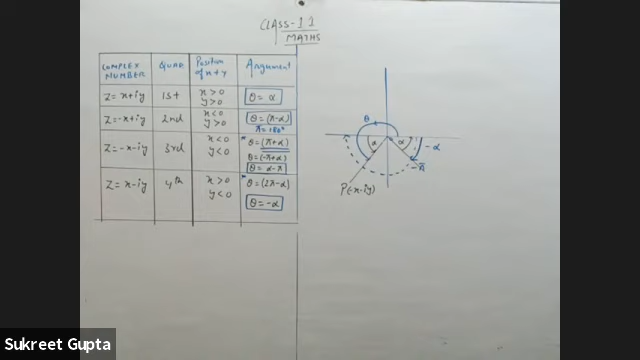 CLASS-11
MATHS
COMPLEX NUMBER
QUAD
Position of x+y
Argument
Z = x+iy
1st
x > 0
y > 0
θ = α
Z = -x+iy
2nd
x < 0
y > 0
θ = (π-α)
π = 180°
Z = -x-iy
3rd
x < 0
y < 0
θ = (π+α)
θ = (-π+α)
θ = α-π
Z = x-iy
4th
x > 0
y < 0
θ = (2π-α)
θ = -α
θ
α
α
-α
P(-x-iy)
Sukreet Gupta